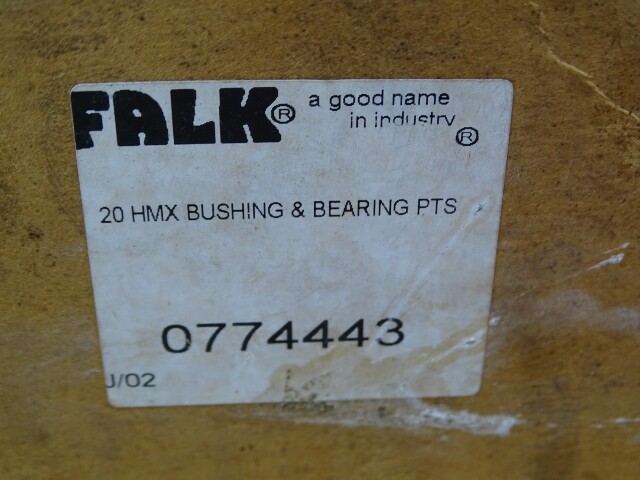 FALK® a good name
in industry ®
20 HMX BUSHING & BEARING PTS
0774443
J/02